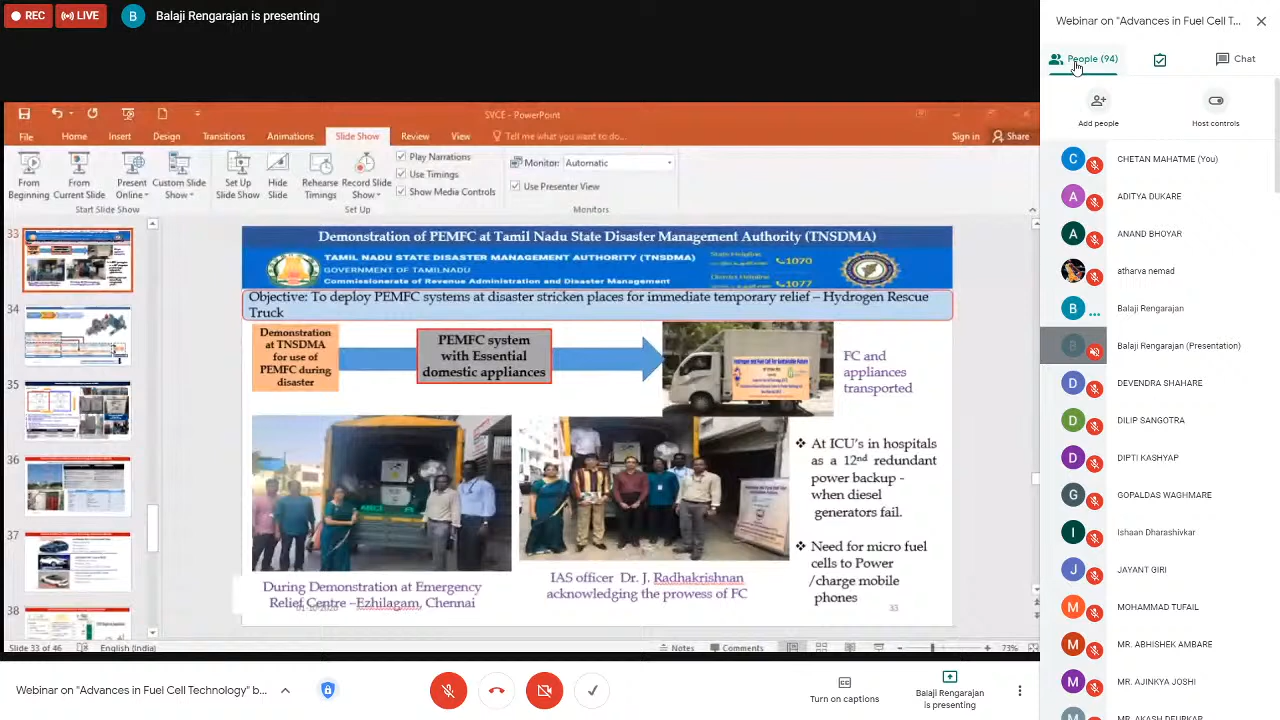 REC
LIVE
B
Balaji Rengarajan is presenting
Webinar on "Advances in Fuel Cell T...
People (94)
Chat
Add people
Host controls
C CHETAN MAHATME (You)
A ADITYA DUKARE
A ANAND BHOYAR
atharva nemad
B Balaji Rengarajan
B Balaji Rengarajan (Presentation)
D DEVENDRA SHAHARE
D DILIP SANGOTRA
D DIPTI KASHYAP
G GOPALDAS WAGHMARE
I Ishaan Dharashivkar
J JAYANT GIRI
M MOHAMMAD TUFAIL
M MR. ABHISHEK AMBARE
M MR. AJINKYA JOSHI
SVCE - PowerPoint
File Home Insert Design Transitions Animations Slide Show Review View Tell me what you want to do...
Sign in Share
From Beginning
From Current Slide
Present Online
Custom Slide Show
Start Slide Show
Set Up Slide Show
Hide Slide
Rehearse Timings
Record Slide Show
Play Narrations
Use Timings
Show Media Controls
Set Up
Monitor: Automatic
Use Presenter View
Monitors
33
34
35
36
37
38
Demonstration of PEMFC at Tamil Nadu State Disaster Management Authority (TNSDMA)
TAMIL NADU STATE DISASTER MANAGEMENT AUTHORITY (TNSDMA)
GOVERNMENT OF TAMILNADU
Commissionerate of Revenue Administration and Disaster Management
State Helpline
1070
District Helpline
1077
Objective: To deploy PEMFC systems at disaster stricken places for immediate temporary relief – Hydrogen Rescue
Truck
Demonstration
at TNSDMA
for use of
PEMFC during
disaster
PEMFC system
with Essential
domestic appliances
FC and
appliances
transported
❖ At ICU's in hospitals
as a 12nd redundant
power backup -
when diesel
generators fail.
❖ Need for micro fuel
cells to Power
/charge mobile
phones
During Demonstration at Emergency
Relief Centre –Ezhilagam, Chennai
IAS officer Dr. J. Radhakrishnan
acknowledging the prowess of FC
33
Slide 33 of 46 English (India)
Notes Comments 73%
Webinar on "Advances in Fuel Cell Technology" b...
Turn on captions
Balaji Rengarajan
is presenting